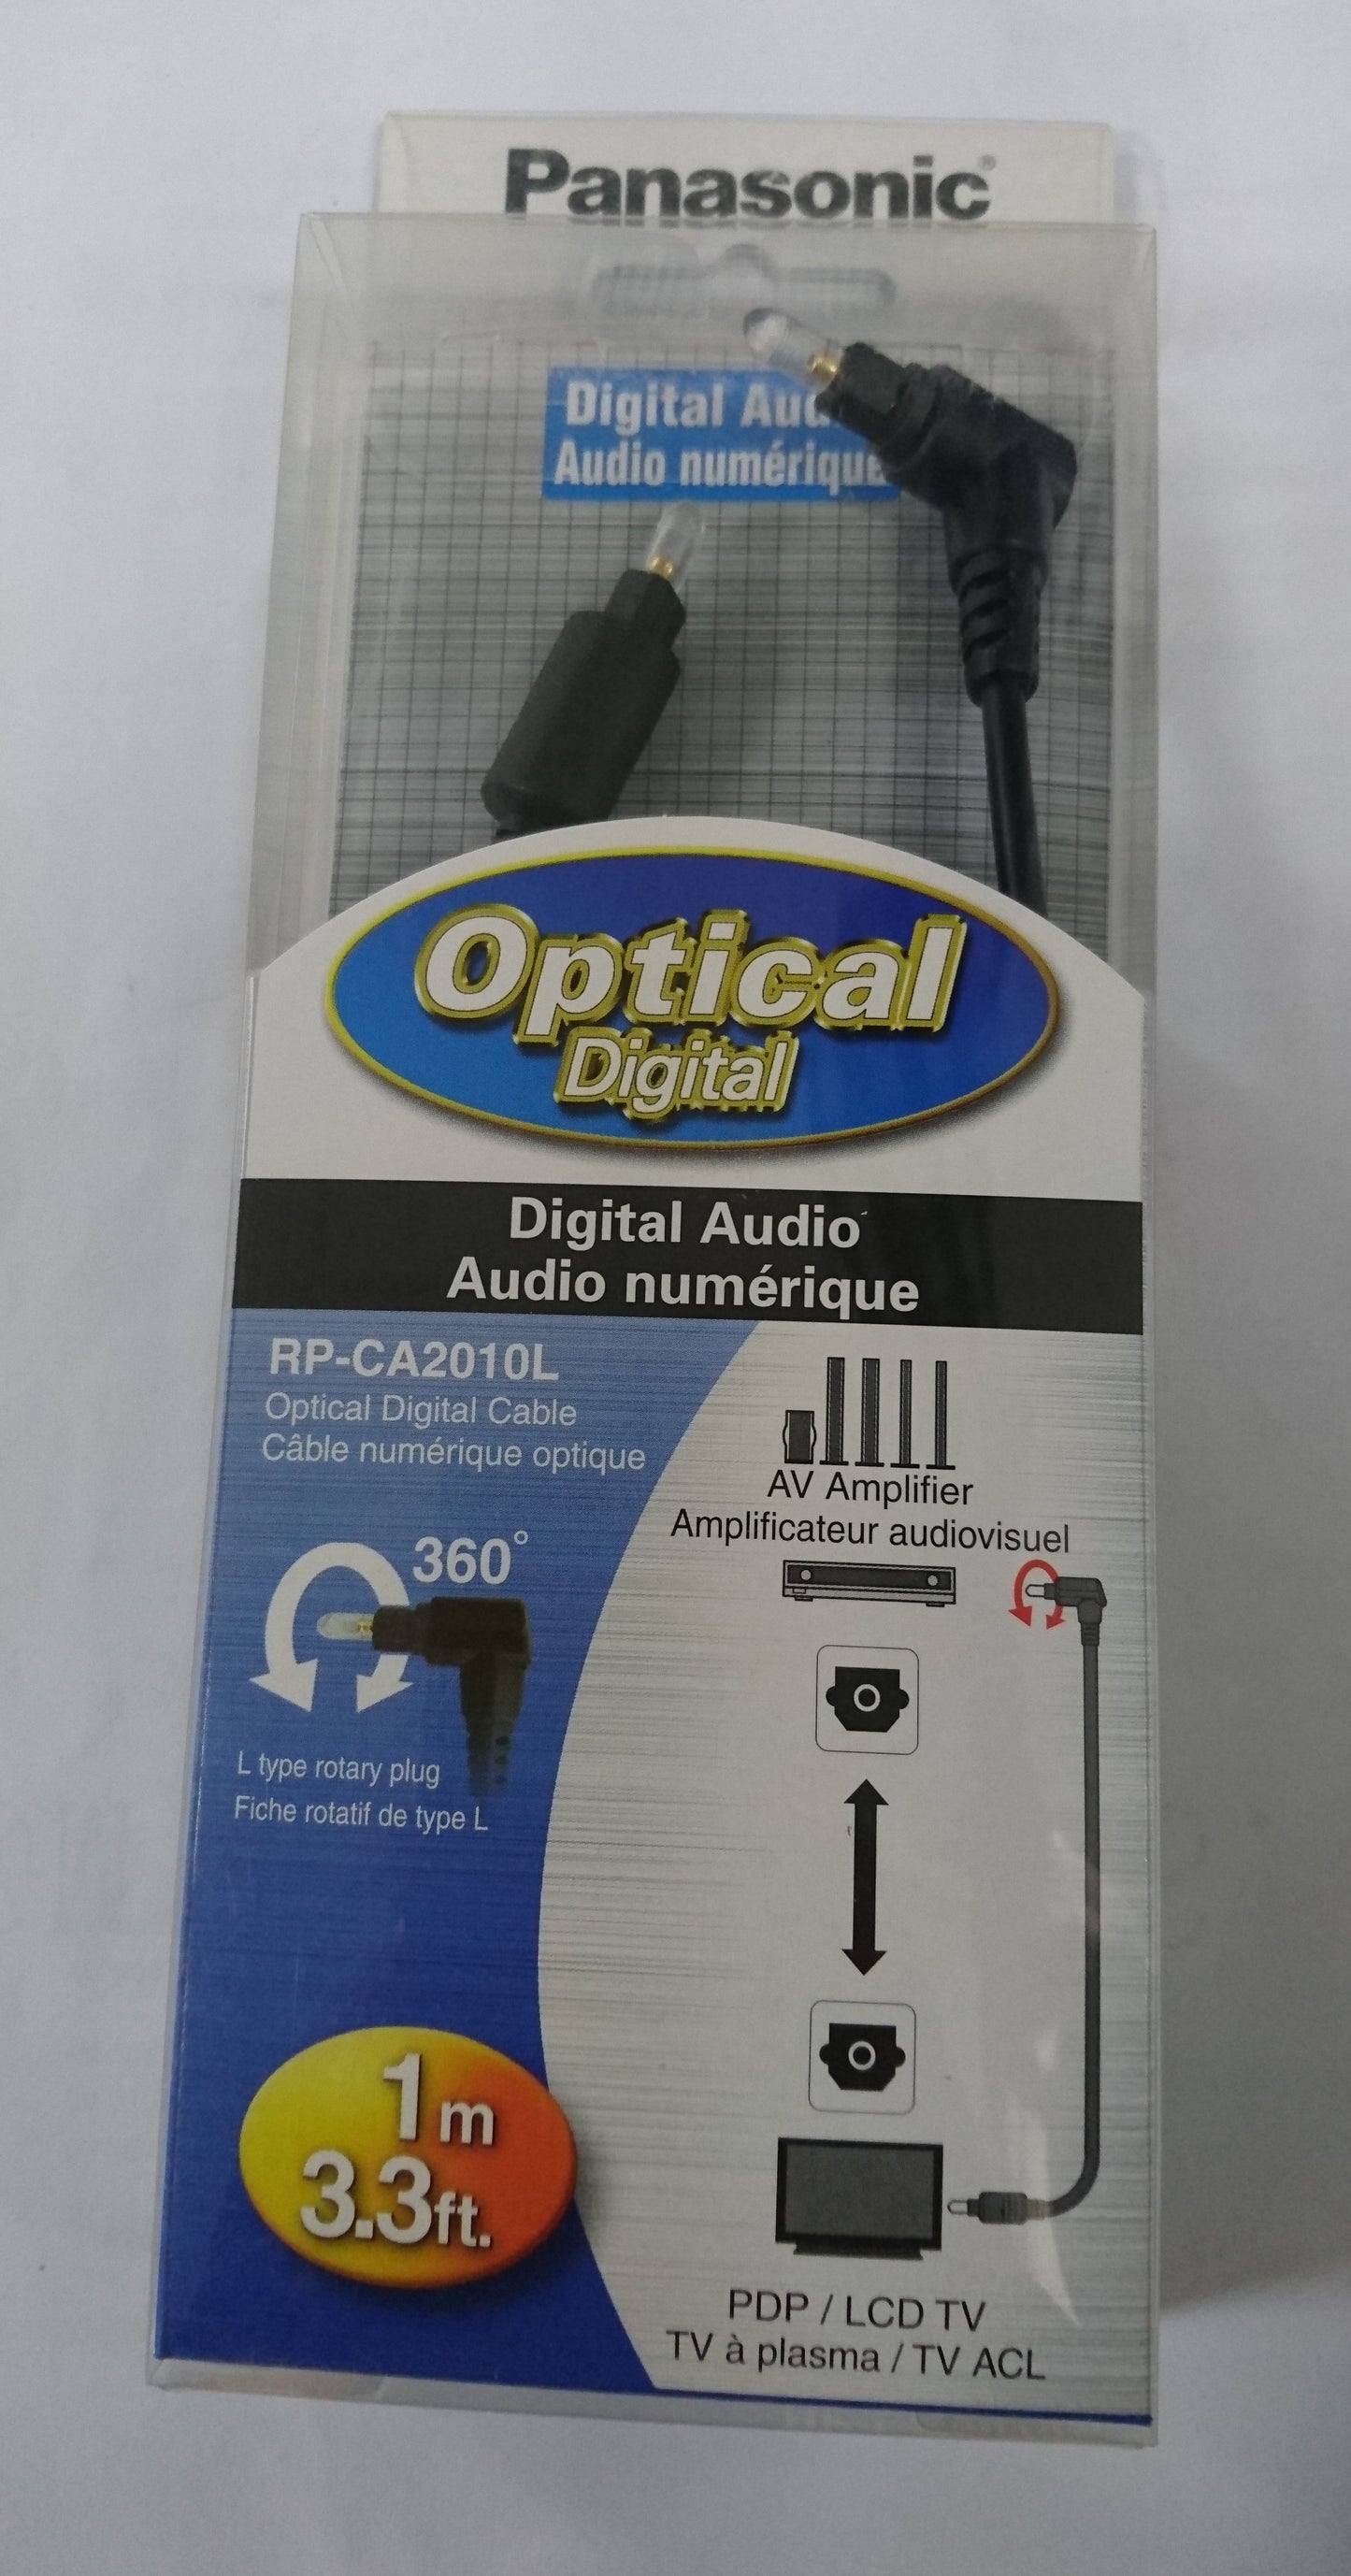 Panasonic®
Digital Aud
Audio numérique
Optical
Digital
Digital Audio
Audio numérique
RP-CA2010L
Optical Digital Cable
Câble numérique optique
360°
L type rotary plug
Fiche rotatif de type L
AV Amplifier
Amplificateur audiovisuel
1m
3.3ft.
PDP / LCD TV
TV à plasma / TV ACL